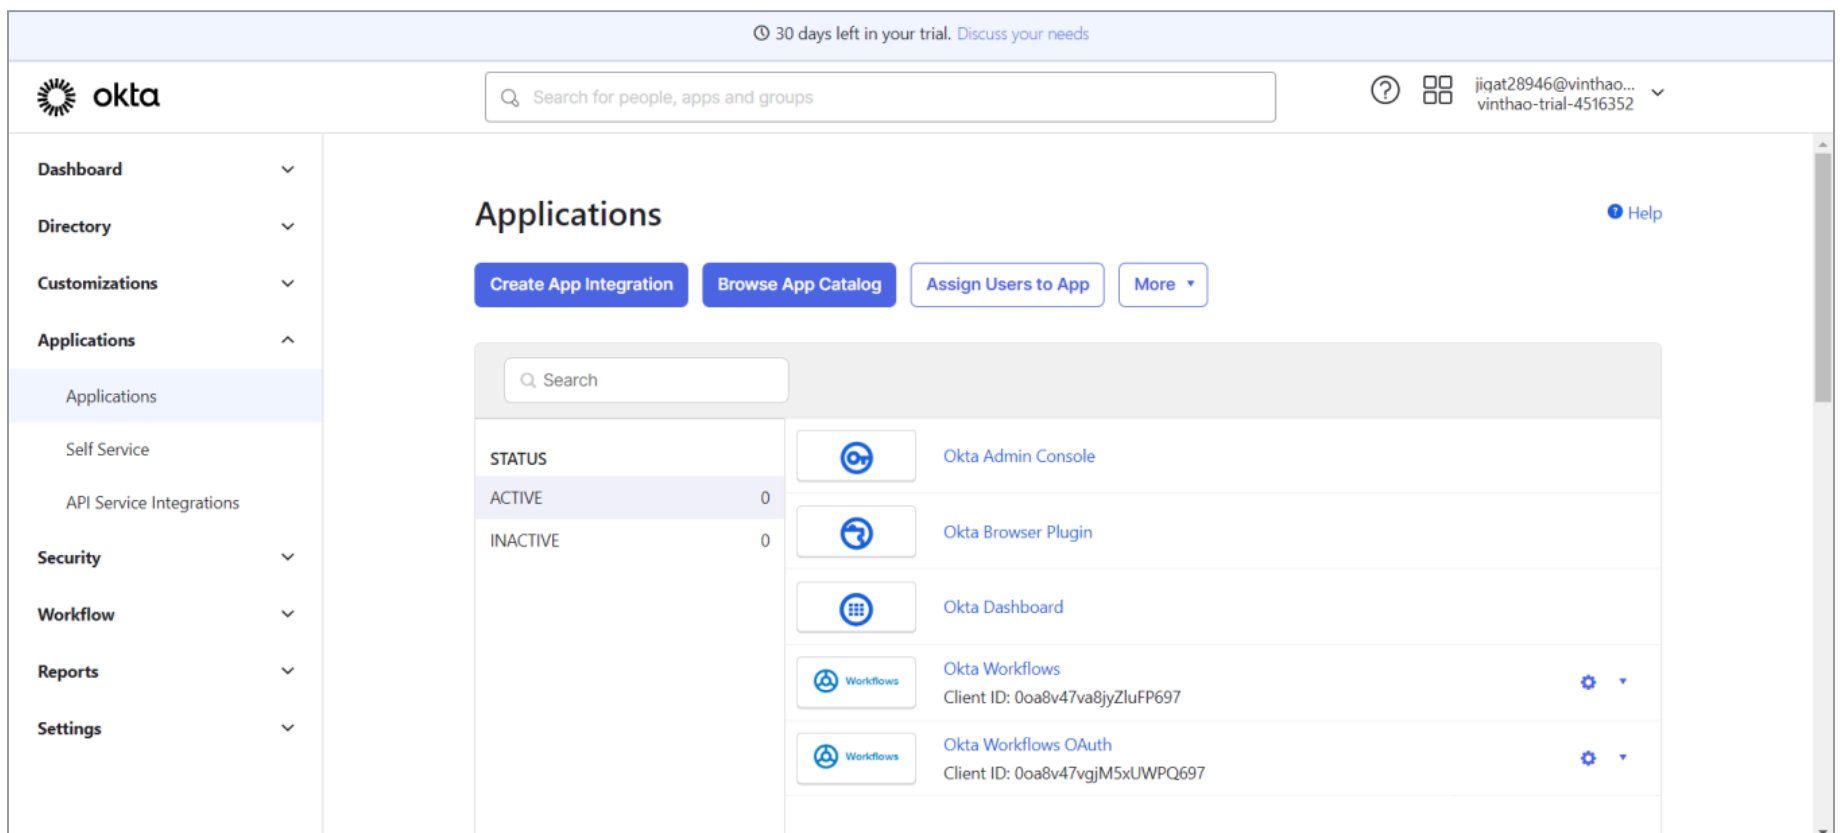 30 days left in your trial. Discuss your needs
okta
Search for people, apps and groups
jigat28946@vinthao...
vinthao-trial-4516352
Dashboard
Directory
Customizations
Applications
Applications
Self Service
API Service Integrations
Security
Workflow
Reports
Settings
Applications
Help
Create App Integration
Browse App Catalog
Assign Users to App
More
Search
STATUS
ACTIVE 0
INACTIVE 0
Okta Admin Console
Okta Browser Plugin
Okta Dashboard
Workflows
Okta Workflows
Client ID: 0oa8v47va8jyZluFP697
Workflows
Okta Workflows OAuth
Client ID: 0oa8v47vgjM5xUWPQ697